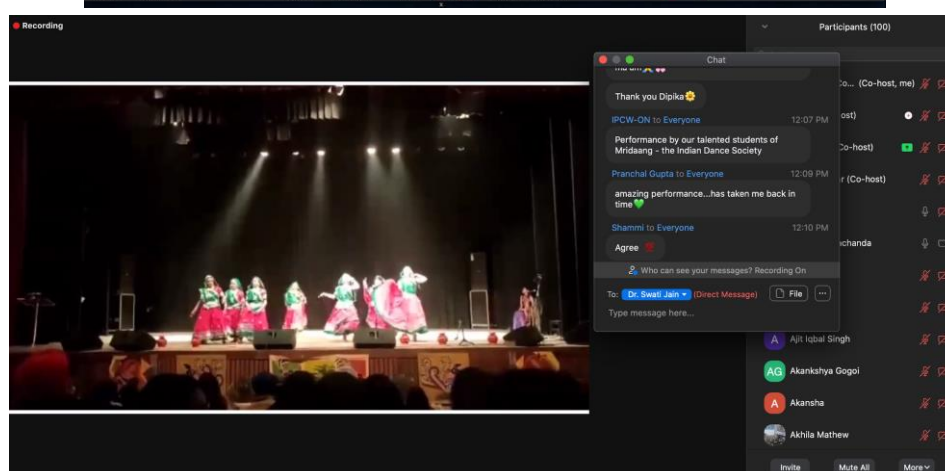 Recording
Participants (100)
Chat
Co... (Co-host, me)
Thank you Dipika
IPCW-ON to Everyone 12:07 PM
Performance by our talented students of
Mridaang - the Indian Dance Society
Pranchal Gupta to Everyone 12:09 PM
amazing performance...has taken me back in
time
Shammi to Everyone 12:10 PM
Agree 💯
Who can see your messages? Recording On
To: Dr. Swati Jain (Direct Message) File
Type message here...
ost)
o-host)
r (Co-host)
chanda
A Ajit Iqbal Singh
AG Akankshya Gogoi
A Akansha
Akhila Mathew
Invite Mute All More